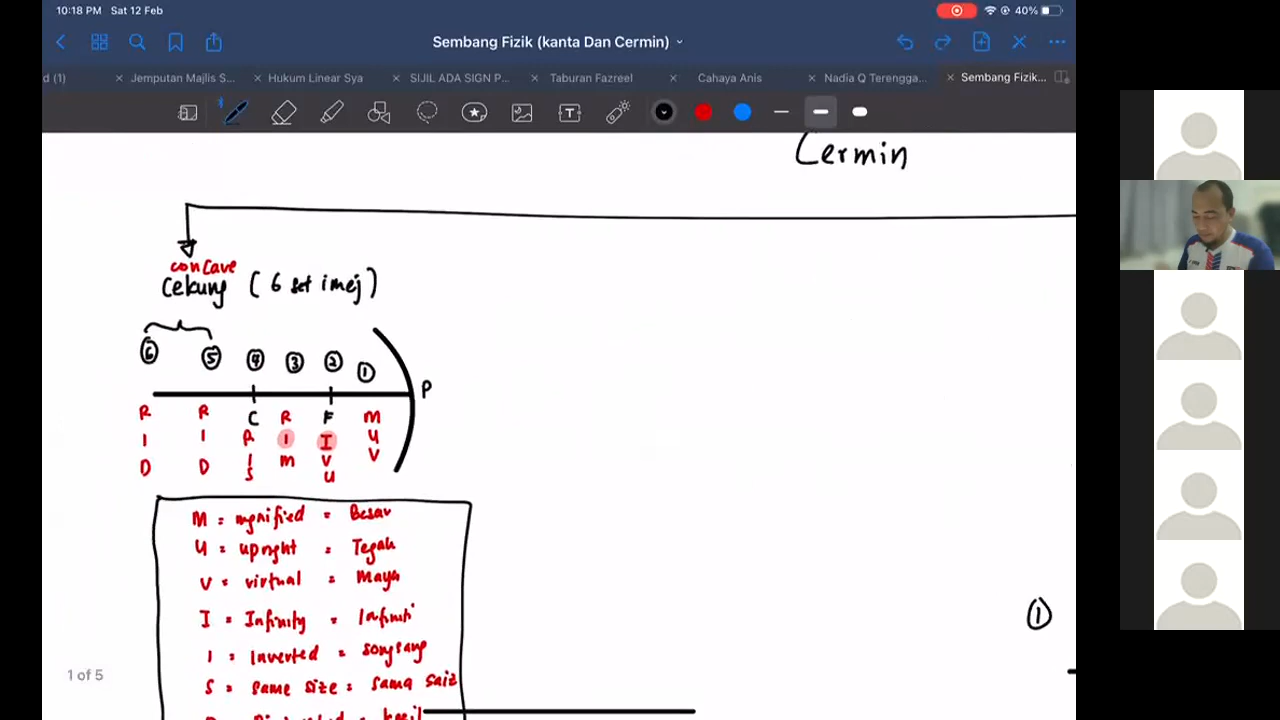 10:18 PM Sat 12 Feb
40%
Sembang Fizik (kanta Dan Cermin)
d (1)
Jemputan Majlis S...
Hukum Linear Sya
SIJIL ADA SIGN P...
Taburan Fazreel
Cahaya Anis
Nadia Q Terengga...
Sembang Fizik...
Cermin
concave
Cekung ( 6 set imej )
6 5 4 3 2 1
P
R R C R F M
I I R I I U
D D I M V V
S U
M = mgnified = Besar
U = upright = Tegak
V = virtual = Maya
I = Infinity = Infiniti
I = Inverted = songsang
S = same size = sama saiz
1
1 of 5